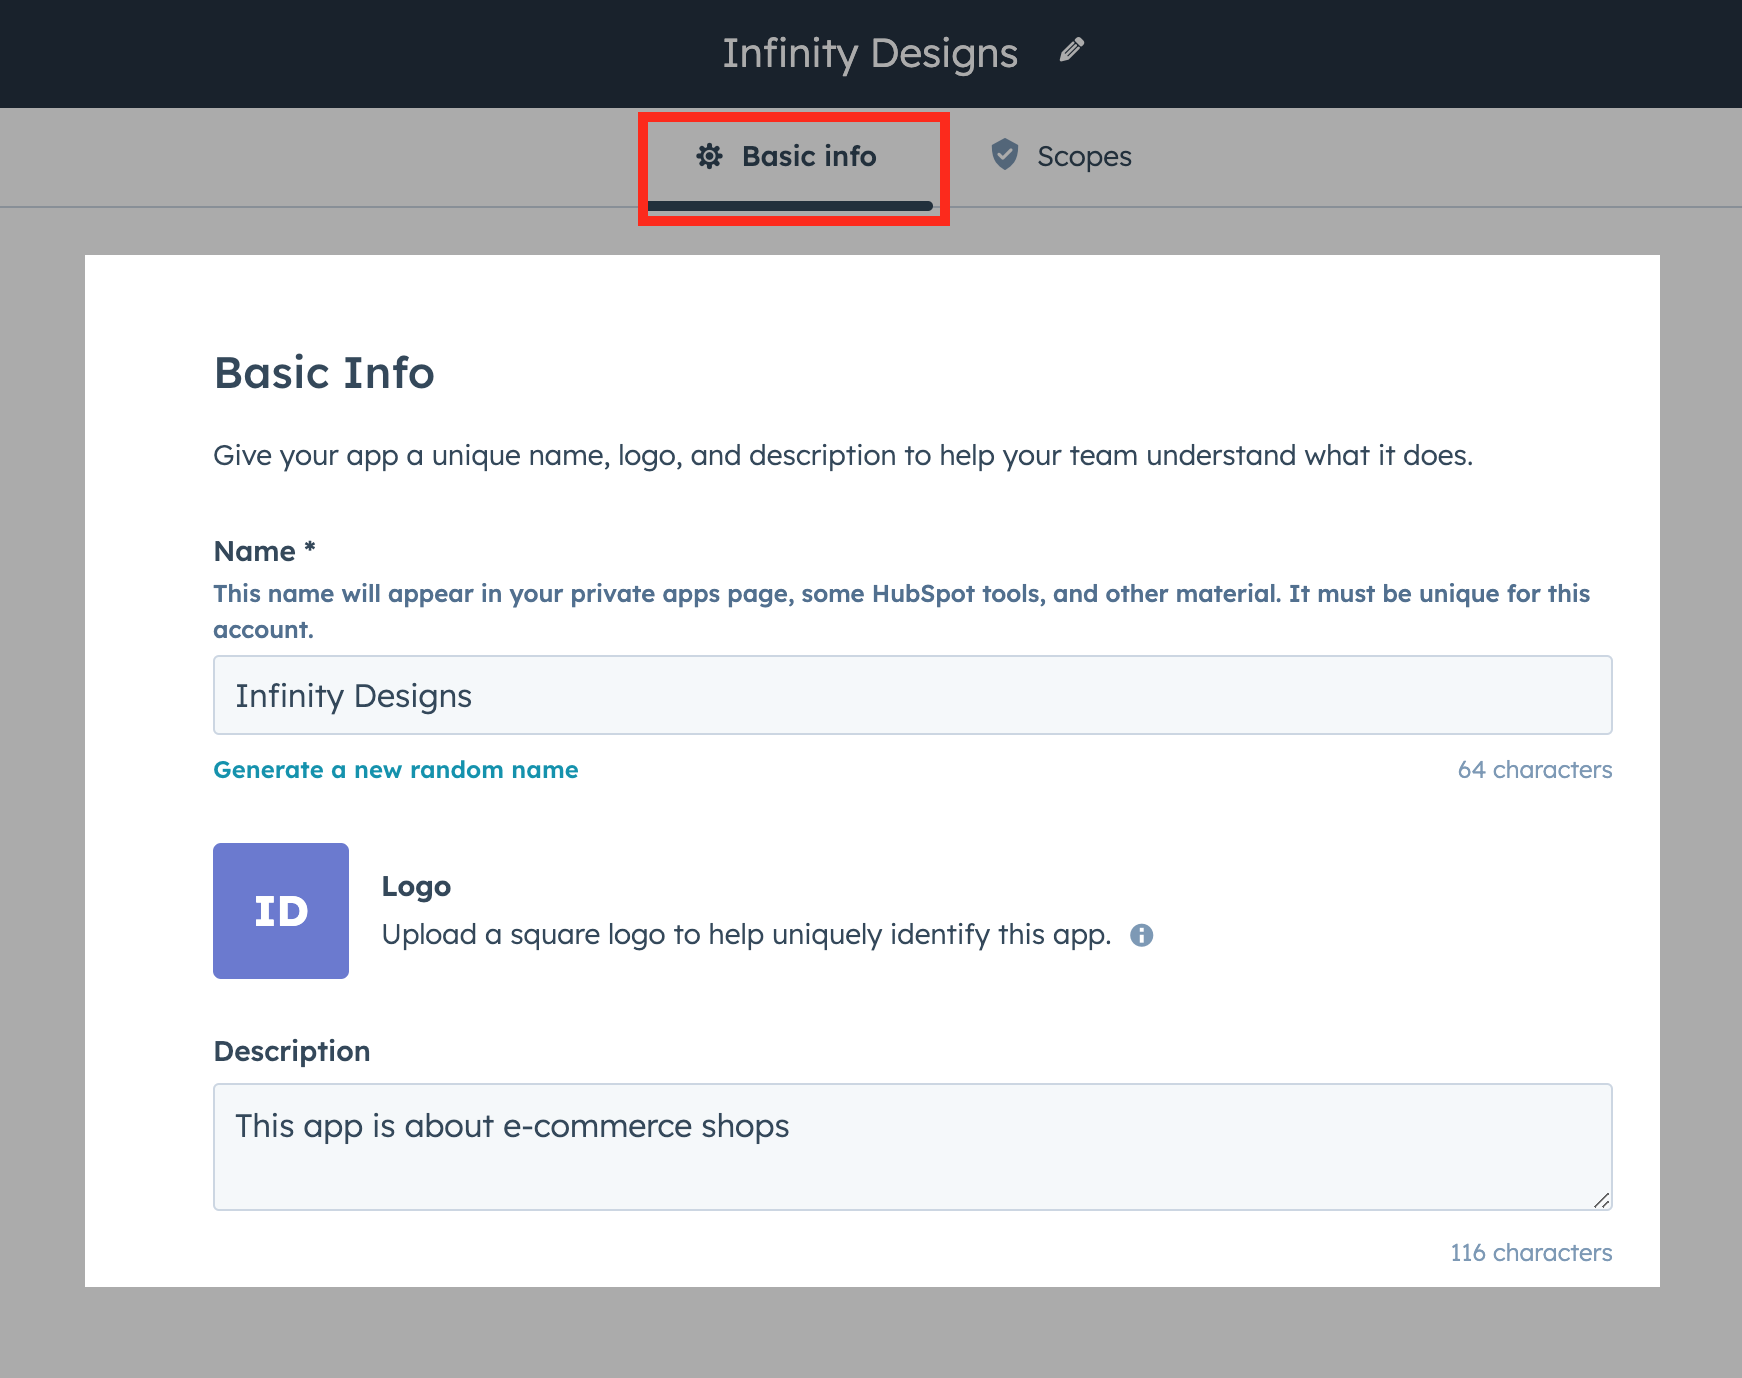 Infinity Designs
Basic info
Scopes
Basic Info
Give your app a unique name, logo, and description to help your team understand what it does.
Name *
This name will appear in your private apps page, some HubSpot tools, and other material. It must be unique for this
account.
Infinity Designs
Generate a new random name
64 characters
ID
Logo
Upload a square logo to help uniquely identify this app.
Description
This app is about e-commerce shops
116 characters